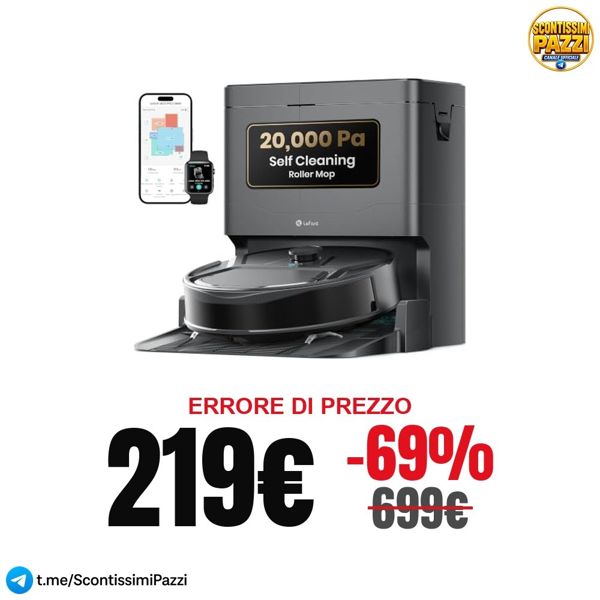 SCONTISSIMI
PAZZI
CANALE UFFICIALE
20,000 Pa
Self Cleaning
Roller Mop
Lefant
ERRORE DI PREZZO
219€
-69%
699€
t.me/ScontissimiPazzi